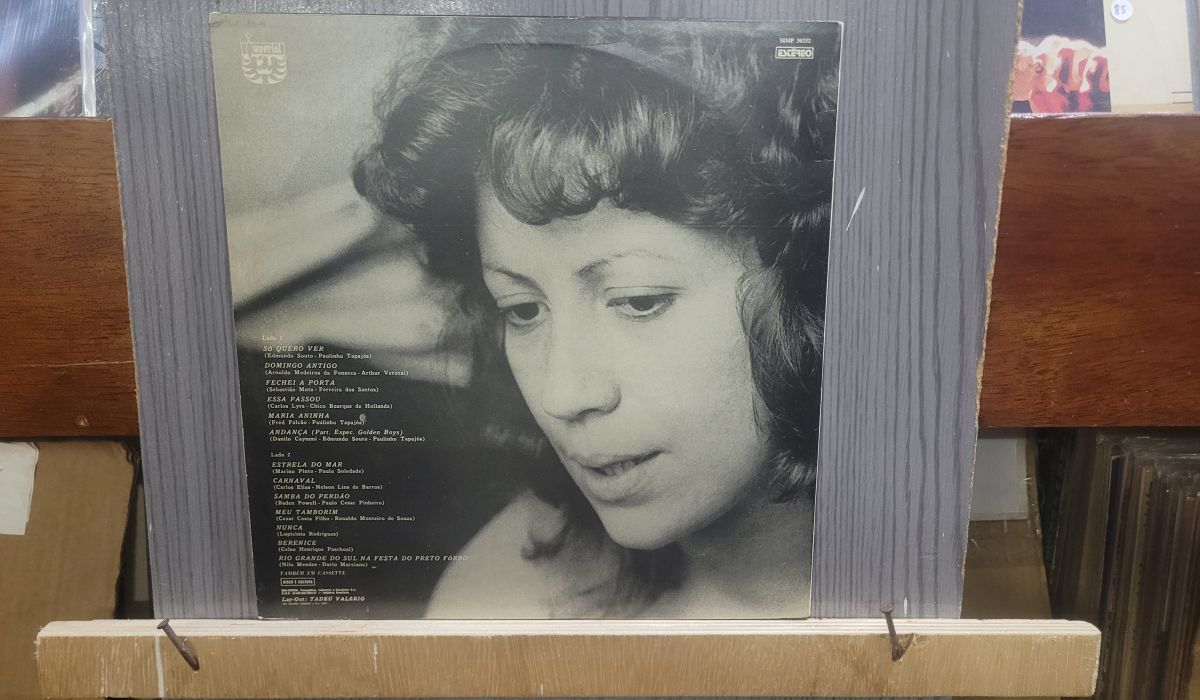 Imperial
SIMP 30252
ESTÉREO
85
Lado 1
SÓ QUERO VER
(Edmundo Souto - Paulinho Tapajós)
DOMINGO ANTIGO
(Arnoldo Medeiros da Fonseca - Arthur Verocai)
FECHEI A PORTA
(Sebastião Mota - Ferreira dos Santos)
ESSA PASSOU
(Carlos Lyra - Chico Buarque de Hollanda)
MARIA ANINHA
(Fred Falcão - Paulinho Tapajós)
ANDANÇA (Part. Espec. Golden Boys)
(Danilo Caymmi - Edmundo Souto - Paulinho Tapajós)
Lado 2
ESTRELA DO MAR
(Marino Pinto - Paulo Soledade)
CARNAVAL
(Carlos Elias - Nelson Lins de Barros)
SAMBA DO PERDÃO
(Baden Powell - Paulo Cesar Pinheiro)
MEU TAMBORIM
(Cezar Costa Filho - Ronaldo Monteiro de Souza)
NUNCA
(Lupicinio Rodrigues)
BERENICE
(Celso Henrique Paschoal)
RIO GRANDE DO SUL NA FESTA DO PRETO FÔRRO
(Nilo Mendes - Dario Marciano)
TAMBÉM EM CASSETTE
DISCO É CULTURA
Lay-Out: TADEU VALERIO